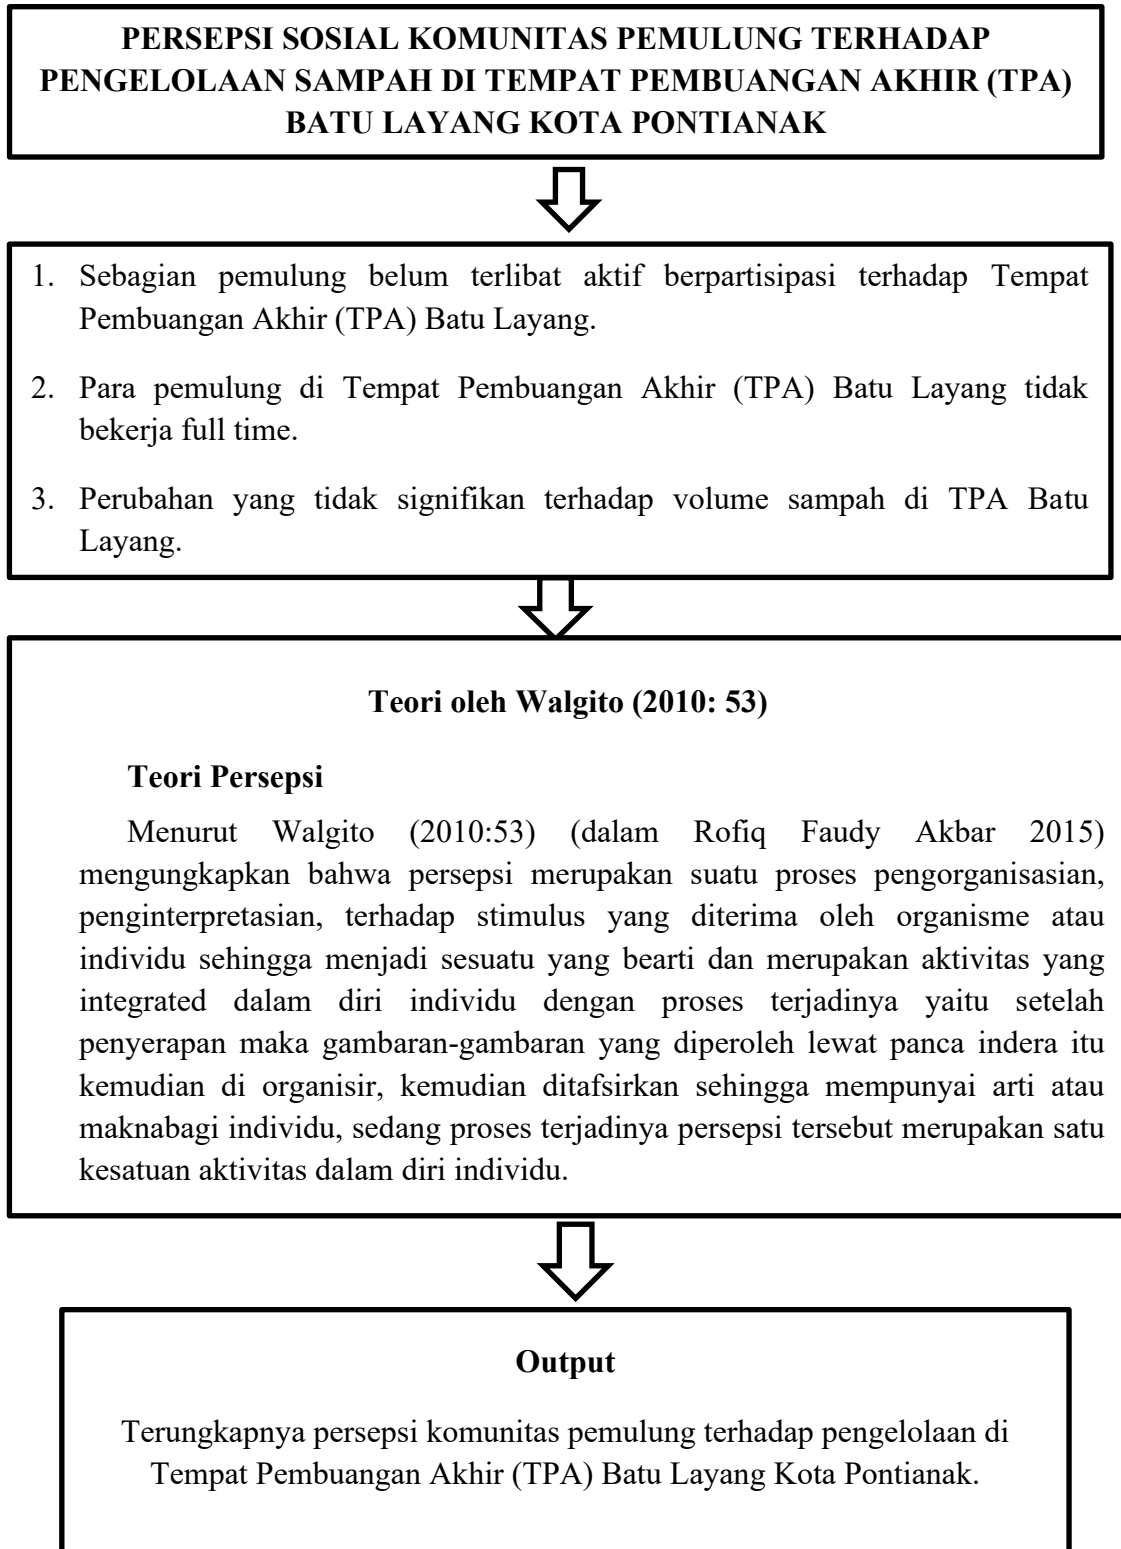 PERSEPSI SOSIAL KOMUNITAS PEMULUNG TERHADAP
PENGELOLAAN SAMPAH DI TEMPAT PEMBUANGAN AKHIR (TPA)
BATU LAYANG KOTA PONTIANAK
1. Sebagian pemulung belum terlibat aktif berpartisipasi terhadap Tempat
Pembuangan Akhir (TPA) Batu Layang.
2. Para pemulung di Tempat Pembuangan Akhir (TPA) Batu Layang tidak
bekerja full time.
3. Perubahan yang tidak signifikan terhadap volume sampah di TPA Batu
Layang.
Teori oleh Walgito (2010: 53)
Teori Persepsi
Menurut Walgito (2010:53) (dalam Rofiq Faudy Akbar 2015)
mengungkapkan bahwa persepsi merupakan suatu proses pengorganisasian,
penginterpretasian, terhadap stimulus yang diterima oleh organisme atau
individu sehingga menjadi sesuatu yang bearti dan merupakan aktivitas yang
integrated dalam diri individu dengan proses terjadinya yaitu setelah
penyerapan maka gambaran-gambaran yang diperoleh lewat panca indera itu
kemudian di organisir, kemudian ditafsirkan sehingga mempunyai arti atau
maknabagi individu, sedang proses terjadinya persepsi tersebut merupakan satu
kesatuan aktivitas dalam diri individu.
Output
Terungkapnya persepsi komunitas pemulung terhadap pengelolaan di
Tempat Pembuangan Akhir (TPA) Batu Layang Kota Pontianak.